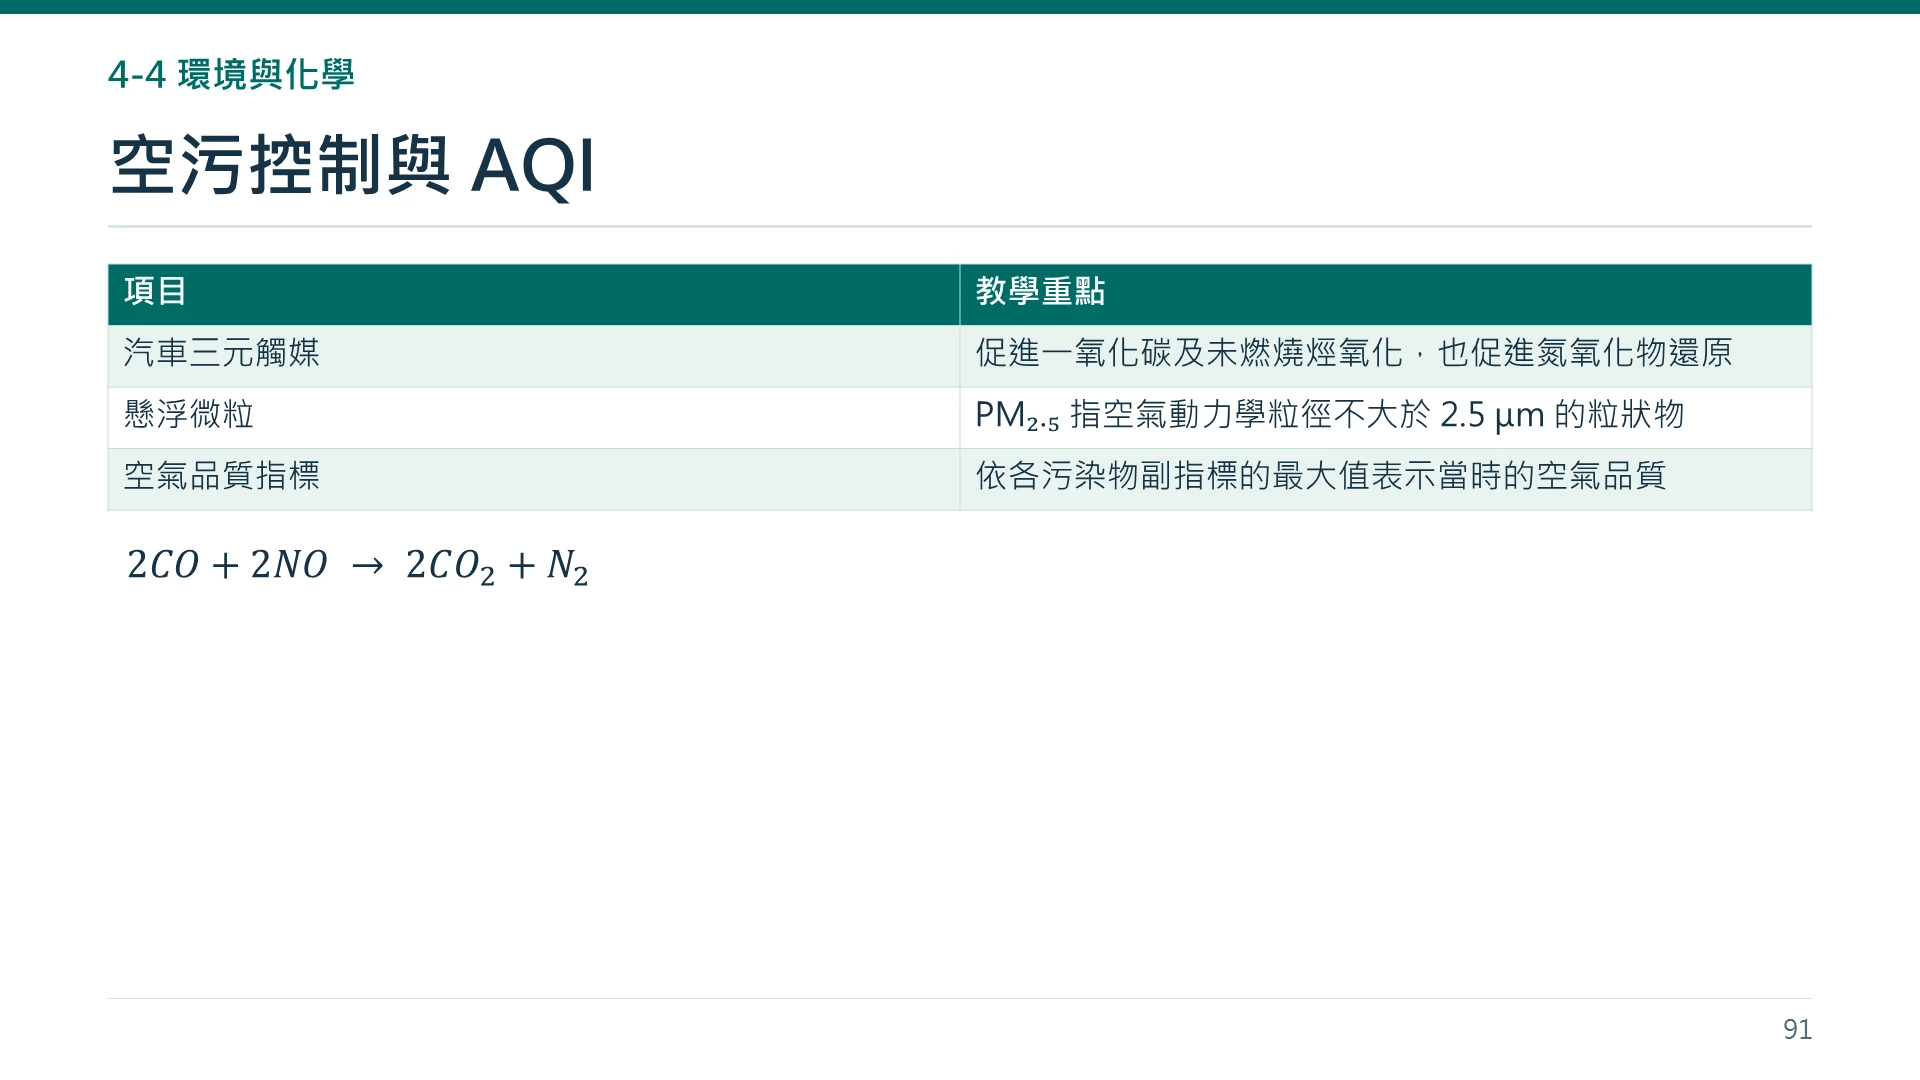 4-4 環境與化學
空污控制與 AQI
項目 教學重點
汽車三元觸媒 促進一氧化碳及未燃燒烴氧化，也促進氮氧化物還原
懸浮微粒 PM₂.₅ 指空氣動力學粒徑不大於 2.5 μm 的粒狀物
空氣品質指標 依各污染物副指標的最大值表示當時的空氣品質
2CO + 2NO → 2CO₂ + N₂
91